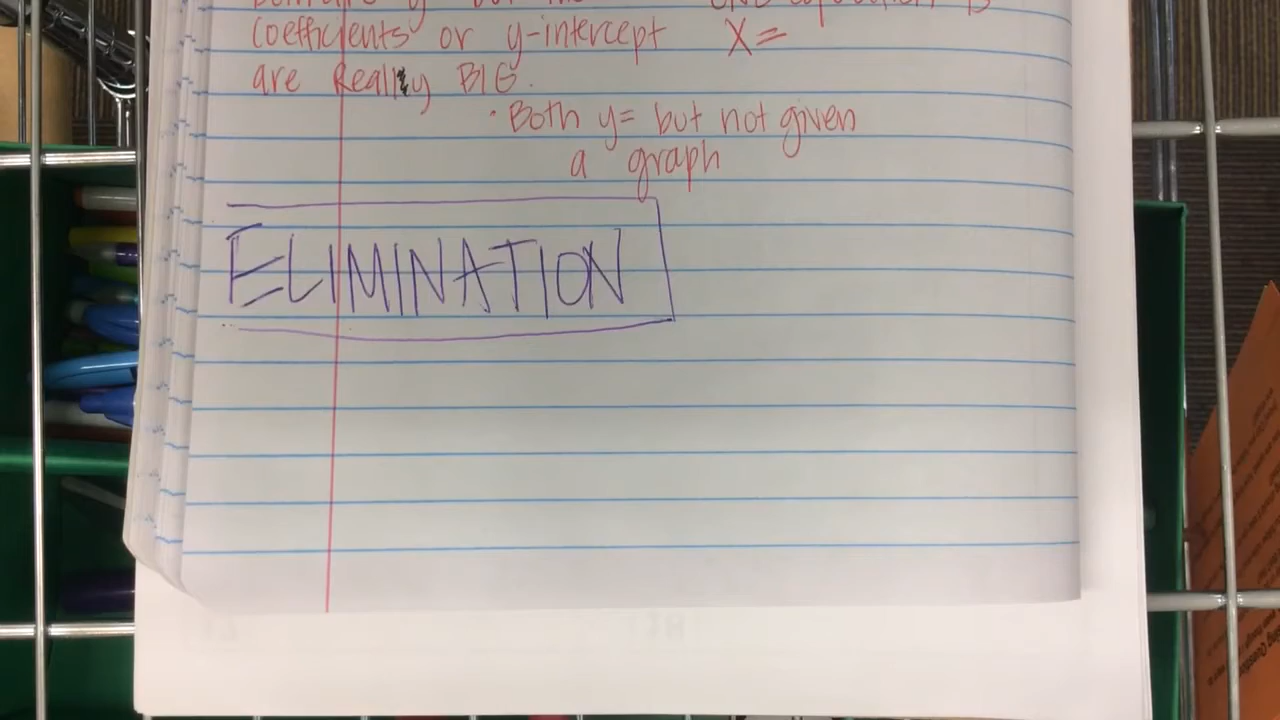 coefficients or y-intercept X=
are Really BIG.
· Both y= but not given
a graph
ELIMINATION